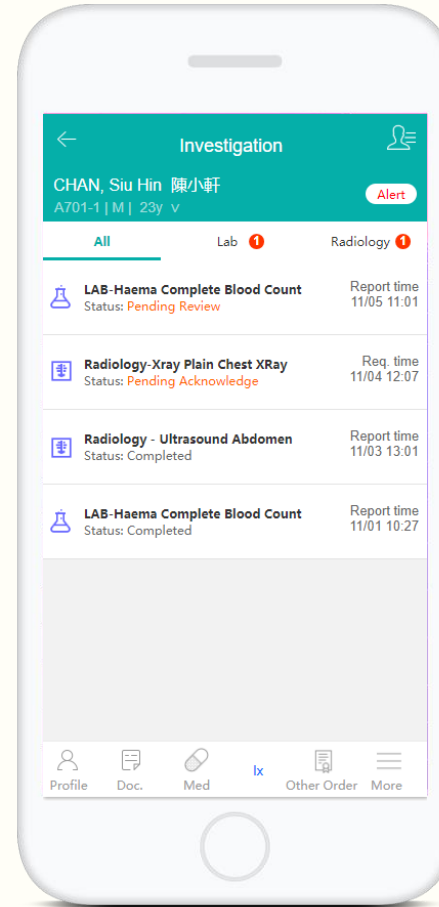 Investigation
CHAN, Siu Hin 陳小軒
A701-1 | M | 23y v
Alert
All
Lab 1
Radiology 1
LAB-Haema Complete Blood Count
Report time
Status: Pending Review
11/05 11:01
Radiology-Xray Plain Chest XRay
Req. time
Status: Pending Acknowledge
11/04 12:07
Radiology - Ultrasound Abdomen
Report time
Status: Completed
11/03 13:01
LAB-Haema Complete Blood Count
Report time
Status: Completed
11/01 10:27
Profile
Doc.
Med
Ix
Other Order
More